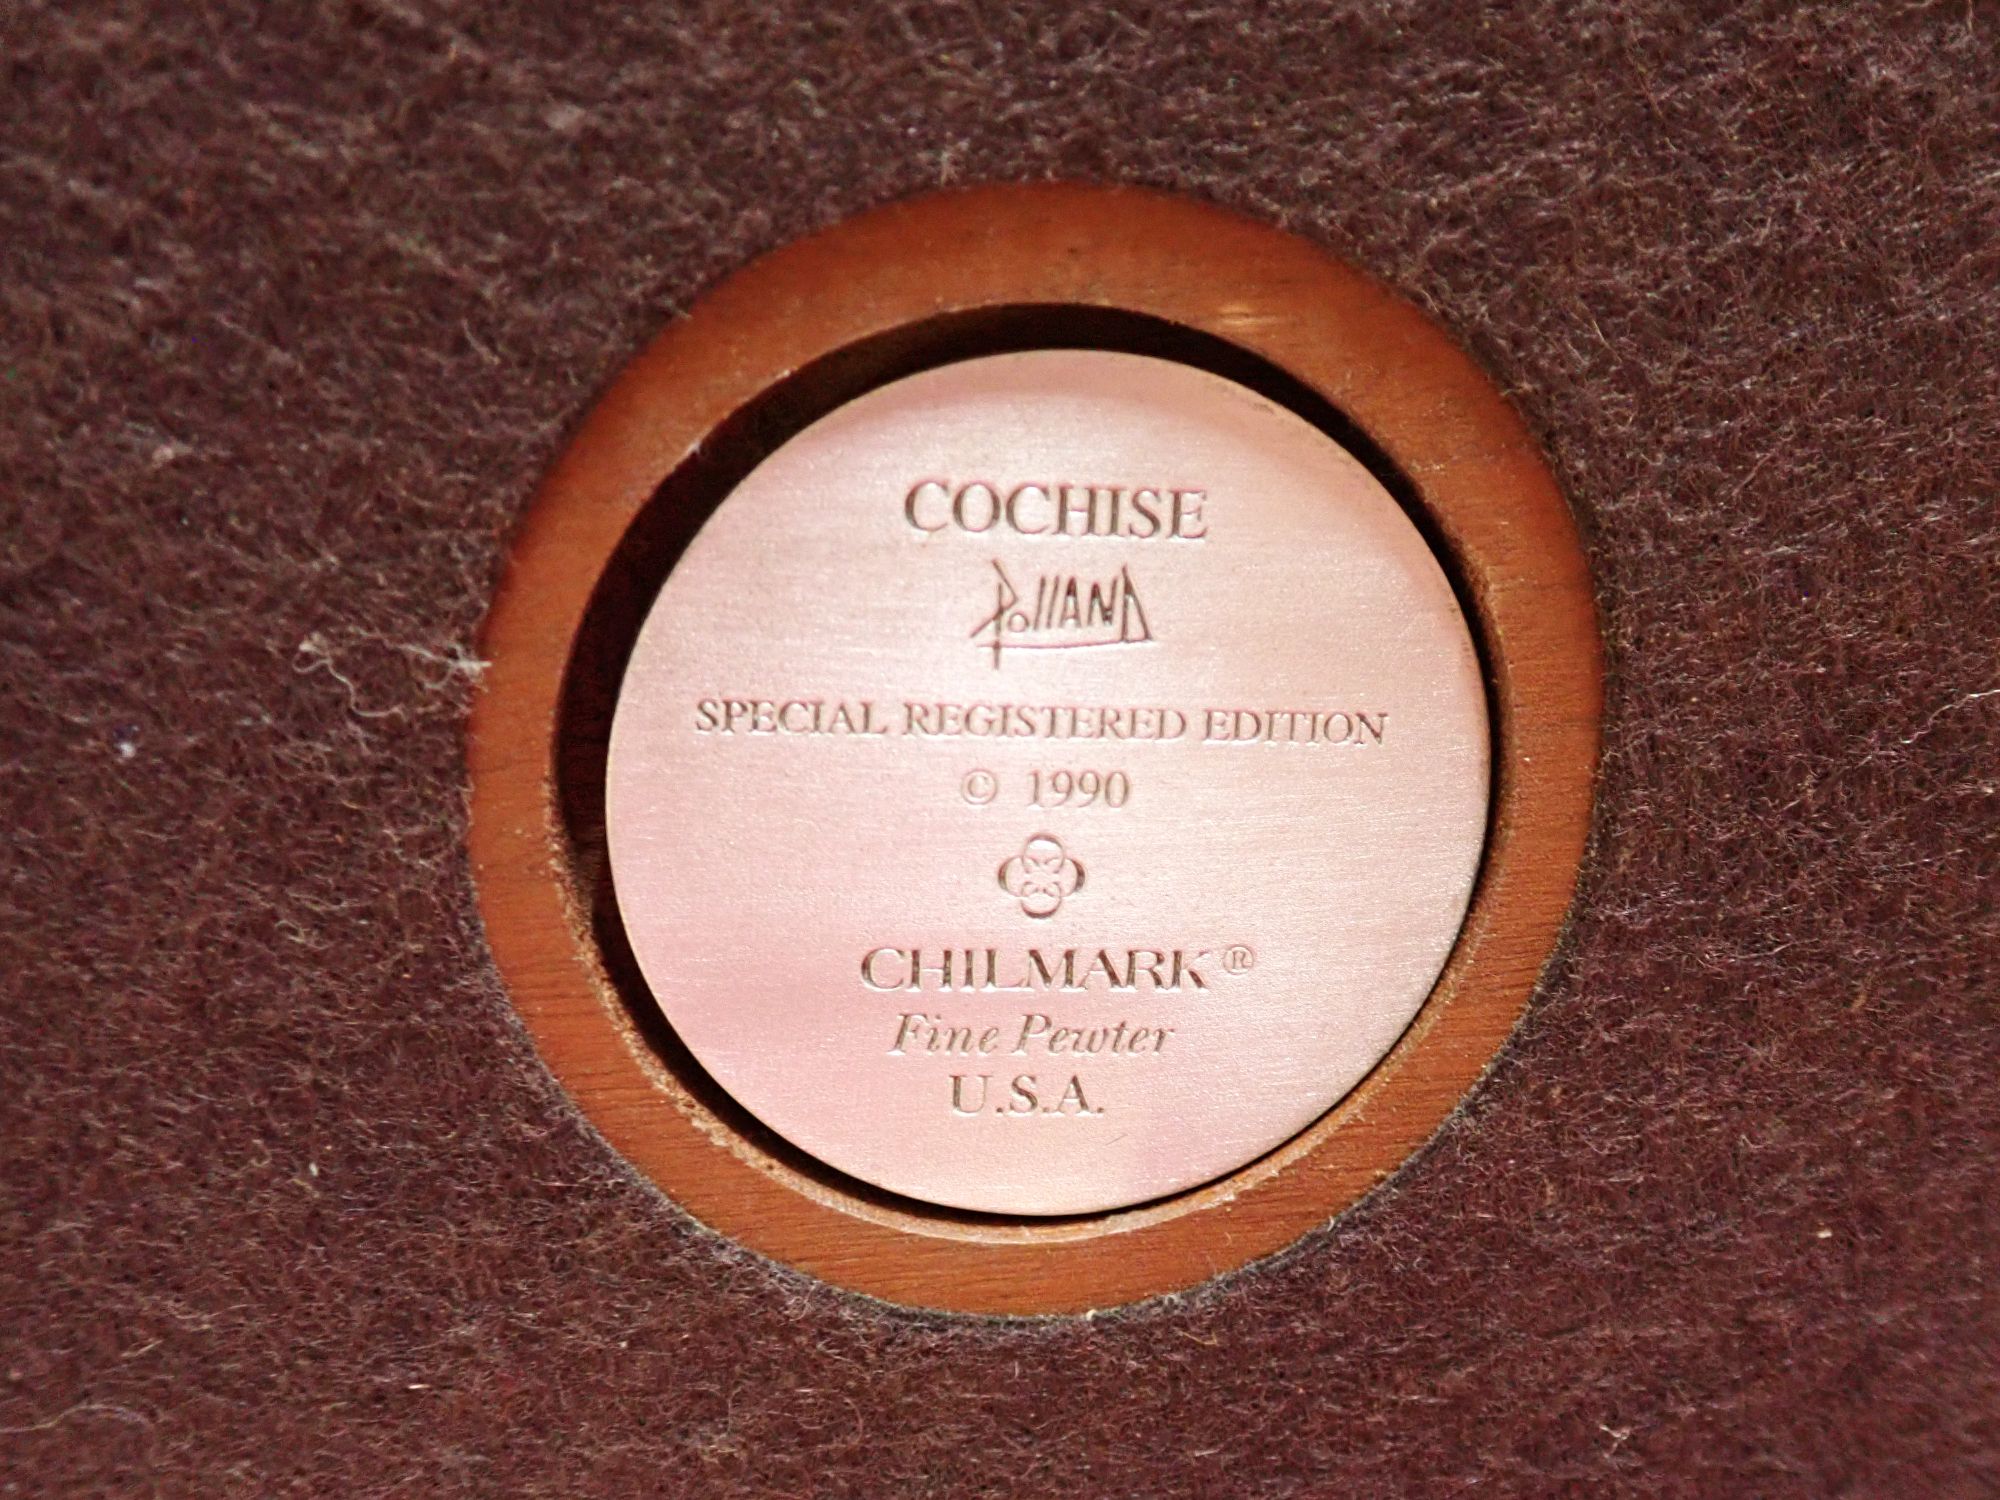 COCHISE
PollAND
SPECIAL REGISTERED EDITION
© 1990
CHILMARK®
Fine Pewter
U.S.A.